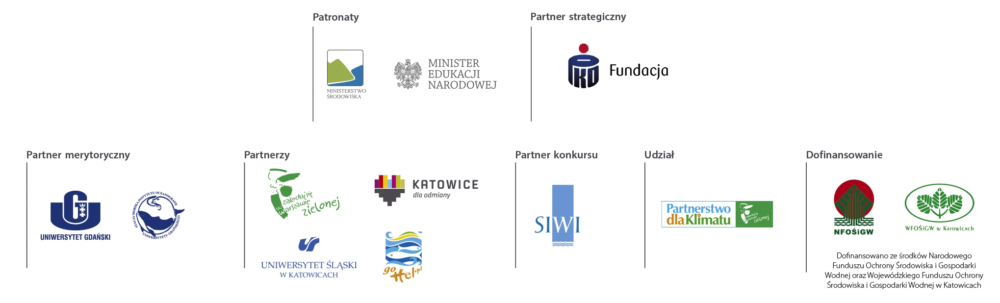 Patronaty
MINISTERSTWO
ŚRODOWISKA
MINISTER
EDUKACJI
NARODOWEJ
Partner strategiczny
PKO
Fundacja
Partner merytoryczny
UNIWERSYTET GDAŃSKI
STACJA MORSKA INSTYTUTU OCEANOGRAFII
UNIWERSYTETU GDAŃSKIEGO
Partnerzy
zakochaj się
w Warszawie
zielonej
KATOWICE
dla odmiany
UNIWERSYTET ŚLĄSKI
W KATOWICACH
goHel.pl
TM
Partner konkursu
SIWI
Udział
Partnerstwo
dla Klimatu
zakochaj się
w Warszawie
zielonej
Dofinansowanie
NFOŚiGW
WFOŚiGW w Katowicach
Dofinansowano ze środków Narodowego
Funduszu Ochrony Środowiska i Gospodarki
Wodnej oraz Wojewódzkiego Funduszu Ochrony
Środowiska i Gospodarki Wodnej w Katowicach